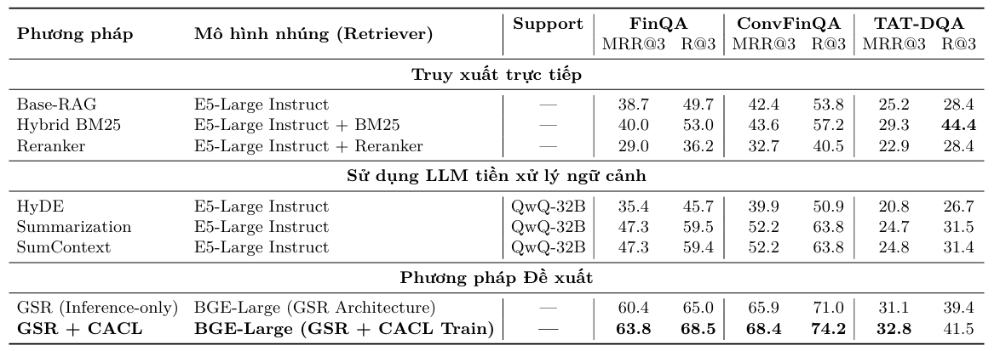 Phương pháp Mô hình nhúng (Retriever) Support FinQA ConvFinQA TAT-DQA
MRR@3 R@3 MRR@3 R@3 MRR@3 R@3
Truy xuất trực tiếp
Base-RAG E5-Large Instruct — 38.7 49.7 42.4 53.8 25.2 28.4
Hybrid BM25 E5-Large Instruct + BM25 — 40.0 53.0 43.6 57.2 29.3 44.4
Reranker E5-Large Instruct + Reranker — 29.0 36.2 32.7 40.5 22.9 28.4
Sử dụng LLM tiền xử lý ngữ cảnh
HyDE E5-Large Instruct QwQ-32B 35.4 45.7 39.9 50.9 20.8 26.7
Summarization E5-Large Instruct QwQ-32B 47.3 59.5 52.2 63.8 24.7 31.5
SumContext E5-Large Instruct QwQ-32B 47.3 59.4 52.2 63.8 24.8 31.4
Phương pháp Đề xuất
GSR (Inference-only) BGE-Large (GSR Architecture) — 60.4 65.0 65.9 71.0 31.1 39.4
GSR + CACL BGE-Large (GSR + CACL Train) — 63.8 68.5 68.4 74.2 32.8 41.5